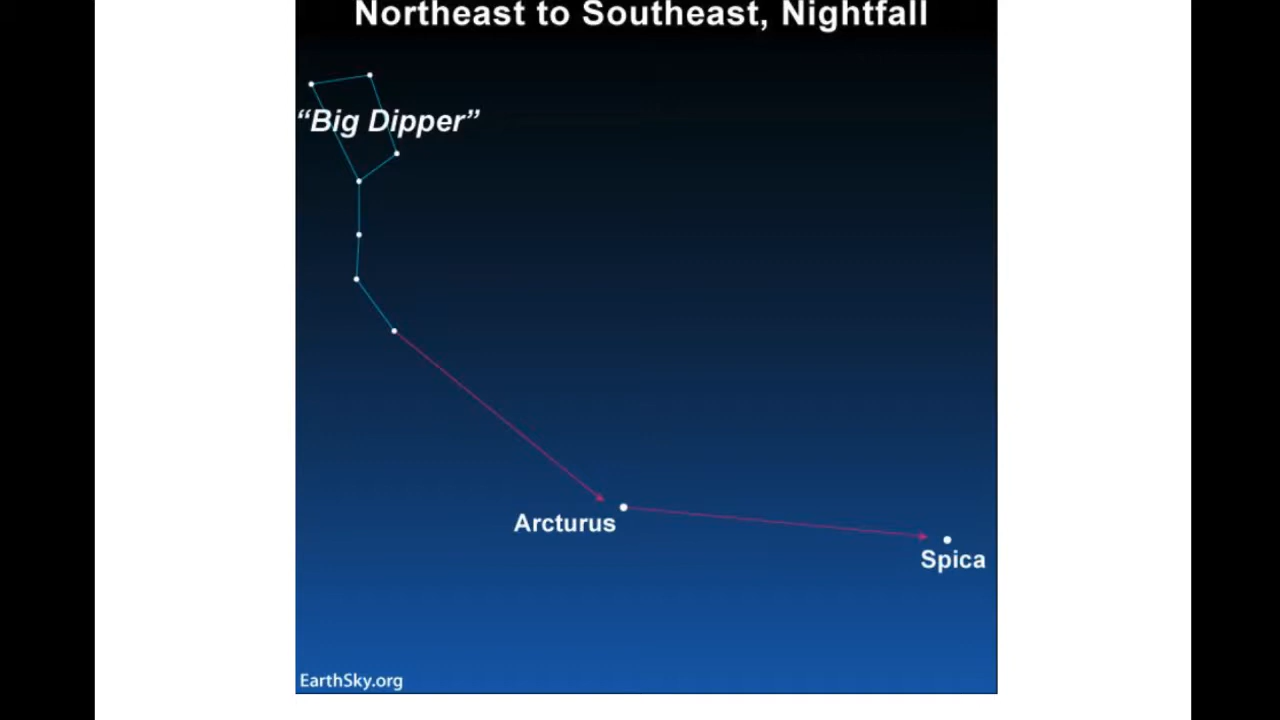 Northeast to Southeast, Nightfall
“Big Dipper”
Arcturus
Spica
EarthSky.org